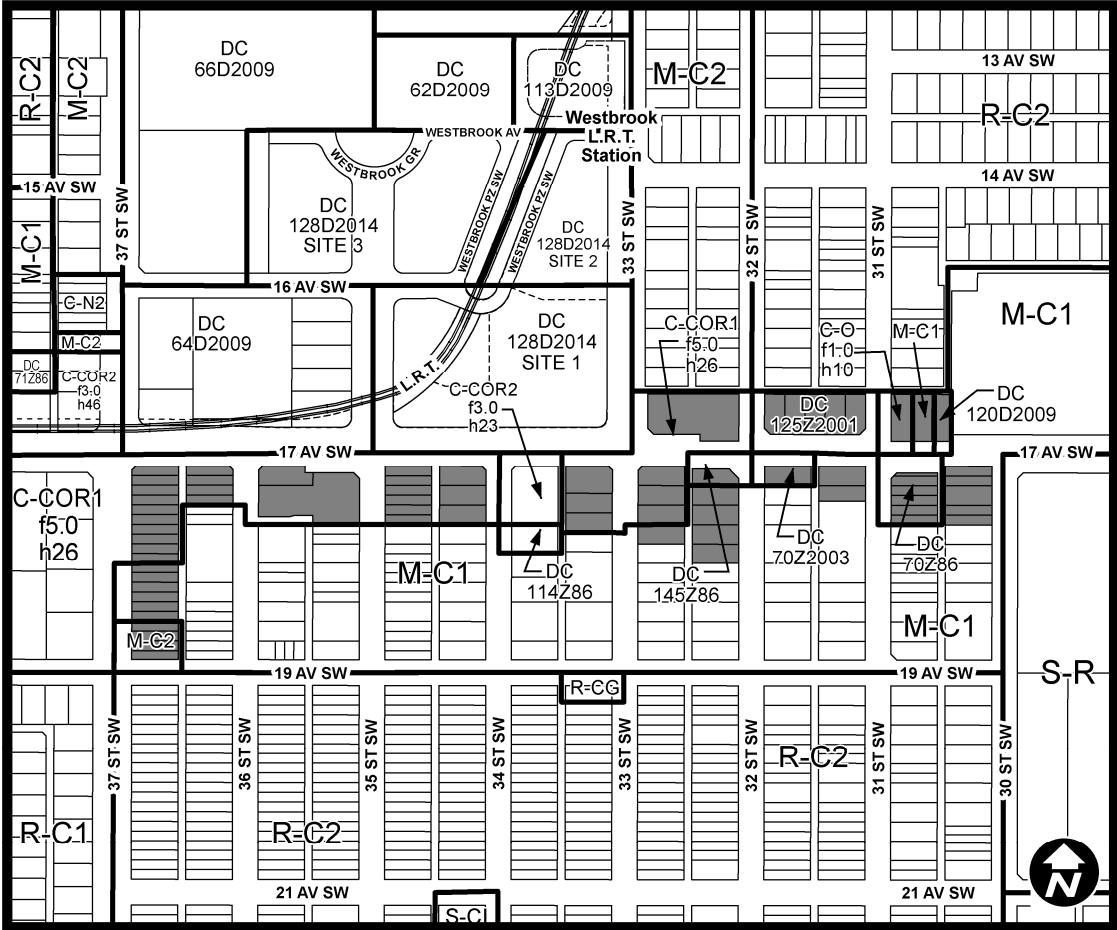 R-C2
M-C2
DC
66D2009
DC
62D2009
DC
113D2009
M-C2
13 AV SW
R-C2
Westbrook
L.R.T.
Station
WESTBROOK AV
WESTBROOK GR
15 AV SW
14 AV SW
M-C1
37 ST SW
DC
128D2014
SITE 3
WESTBROOK PZ SW
WESTBROOK PZ SW
DC
128D2014
SITE 2
33 ST SW
32 ST SW
31 ST SW
16 AV SW
C-N2
M-C2
DC
71Z86
C-COR2
f3.0
h46
DC
64D2009
L.R.T.
DC
128D2014
SITE 1
C-COR2
f3.0
h23
C-COR1
f5.0
h26
C-O
f1.0
h10
M-C1
M-C1
DC
120D2009
DC
125Z2001
17 AV SW
17 AV SW
C-COR1
f5.0
h26
M-C1
DC
114Z86
DC
145Z86
DC
70Z2003
DC
70Z86
M-C2
M-C1
19 AV SW
19 AV SW
R-CG
S-R
37 ST SW
36 ST SW
35 ST SW
34 ST SW
33 ST SW
32 ST SW
31 ST SW
30 ST SW
R-C2
R-C1
R-C2
21 AV SW
21 AV SW
S-CI
N